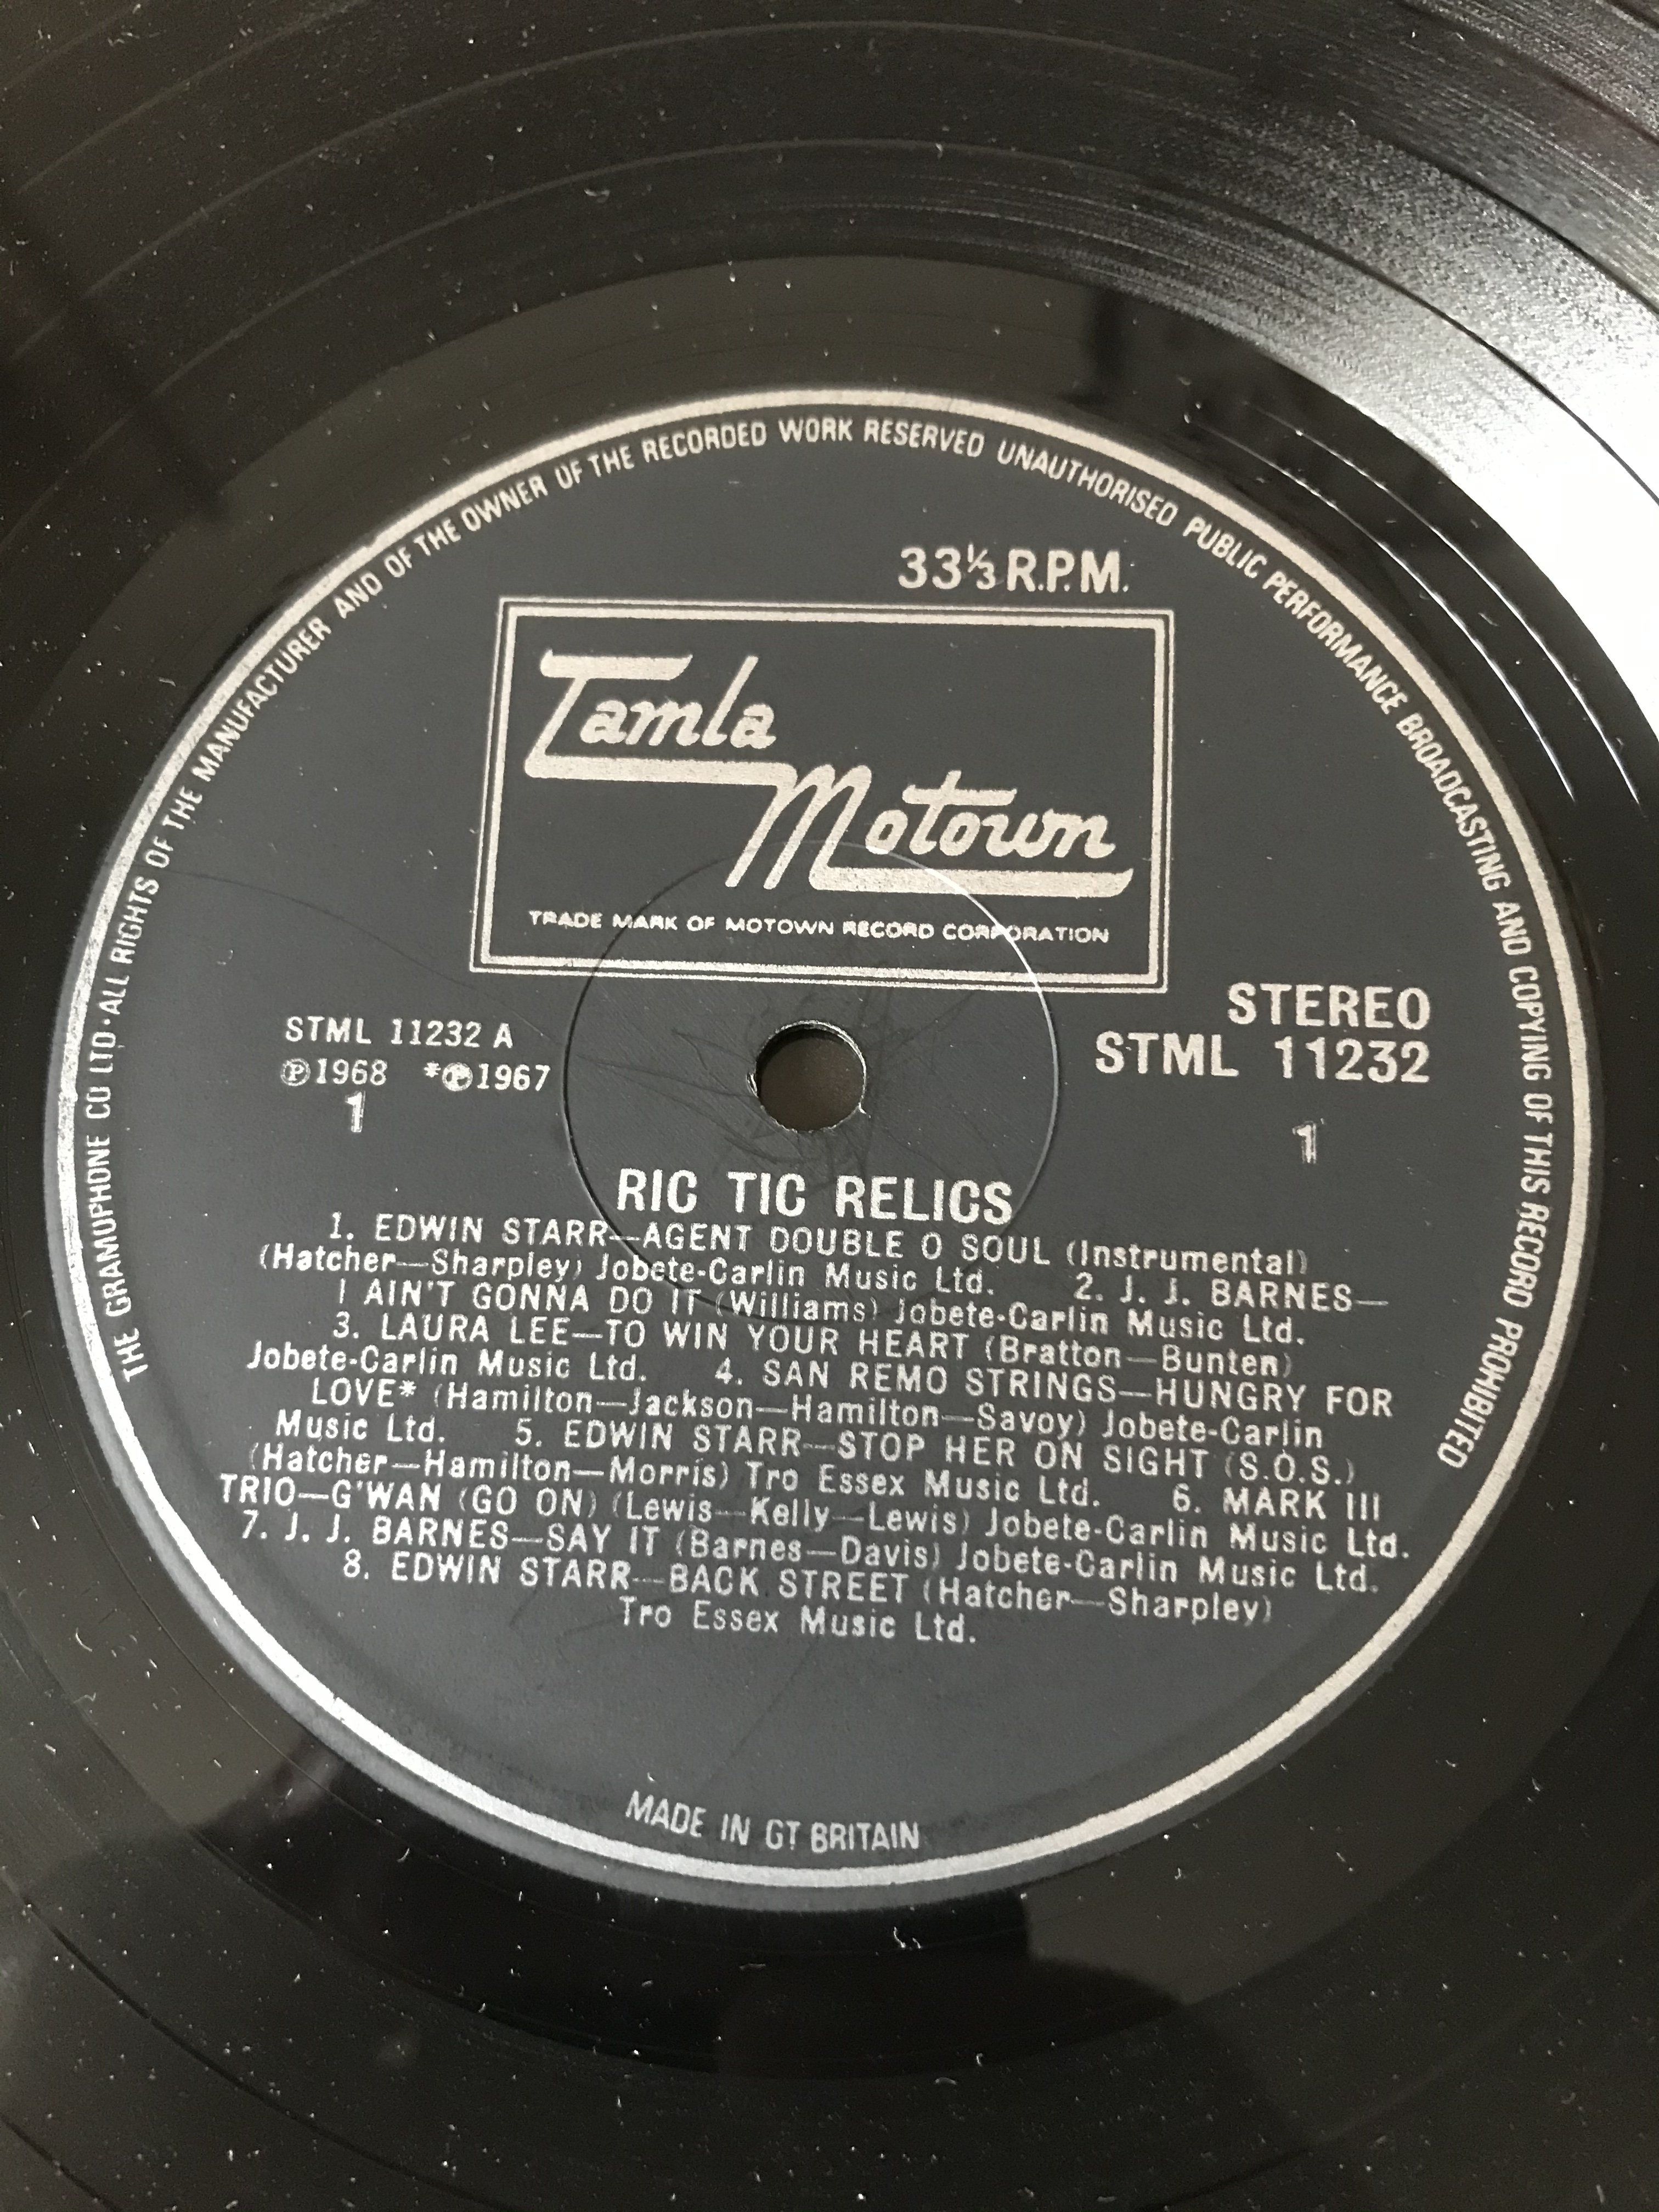 THE GRAMOPHONE CO LTD·ALL RIGHTS OF THE MANUFACTURER AND OF THE OWNER OF THE RECORDED WORK RESERVED UNAUTHORISED PUBLIC PERFORMANCE BROADCASTING AND COPYING OF THIS RECORD PROHIBITED
33⅓ R.P.M.
Tamla
Motown
TRADE MARK OF MOTOWN RECORD CORPORATION
STEREO
STML 11232 A
STML 11232
℗1968 *℗1967
1
1
RIC TIC RELICS
1. EDWIN STARR—AGENT DOUBLE O SOUL (Instrumental)
(Hatcher—Sharpley) Jobete-Carlin Music Ltd. 2. J. J. BARNES—
I AIN'T GONNA DO IT (Williams) Jobete-Carlin Music Ltd.
3. LAURA LEE—TO WIN YOUR HEART (Bratton—Bunten)
Jobete-Carlin Music Ltd. 4. SAN REMO STRINGS—HUNGRY FOR
LOVE* (Hamilton—Jackson—Hamilton—Savoy) Jobete-Carlin
Music Ltd. 5. EDWIN STARR—STOP HER ON SIGHT (S.O.S.)
(Hatcher—Hamilton—Morris) Tro Essex Music Ltd. 6. MARK III
TRIO—G'WAN (GO ON) (Lewis—Kelly—Lewis) Jobete-Carlin Music Ltd.
7. J. J. BARNES—SAY IT (Barnes—Davis) Jobete-Carlin Music Ltd.
8. EDWIN STARR—BACK STREET (Hatcher—Sharpley)
Tro Essex Music Ltd.
MADE IN GT BRITAIN